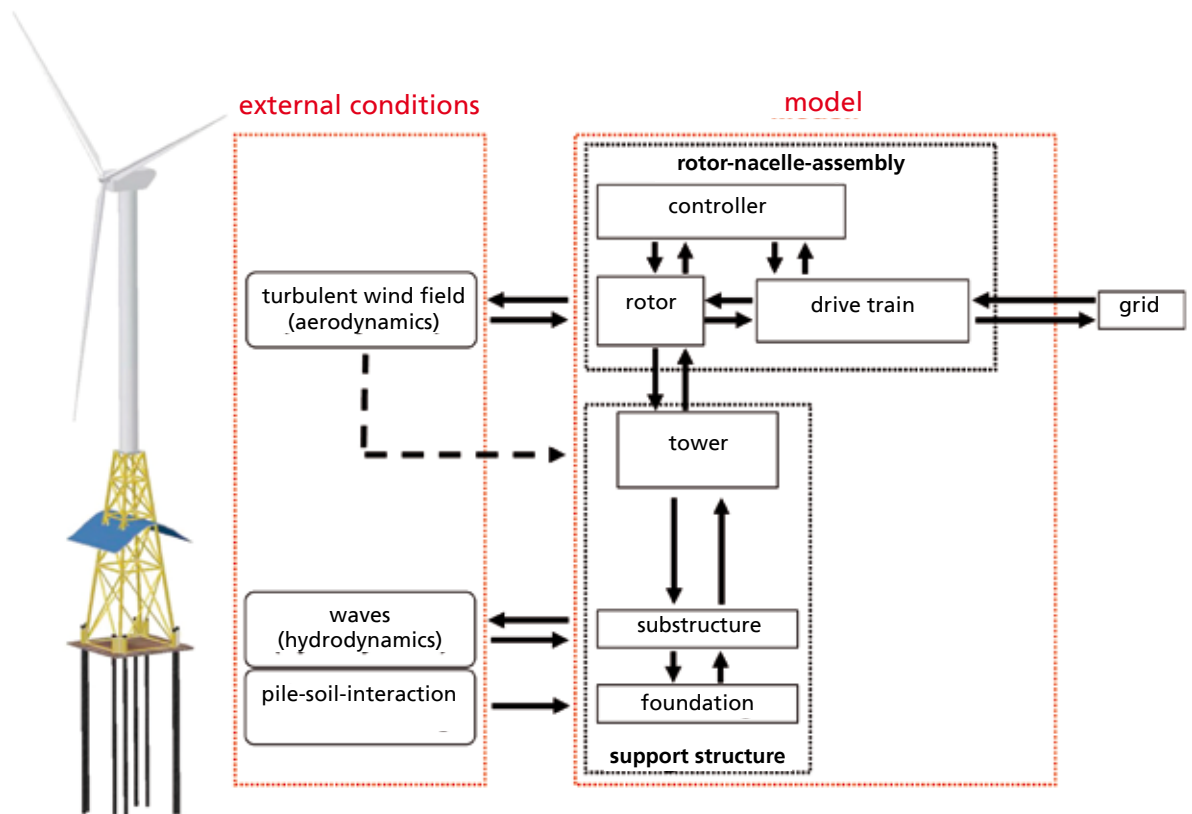 external conditions
model
rotor-nacelle-assembly
controller
turbulent wind field
(aerodynamics)
rotor
drive train
grid
tower
waves
(hydrodynamics)
substructure
pile-soil-interaction
foundation
support structure